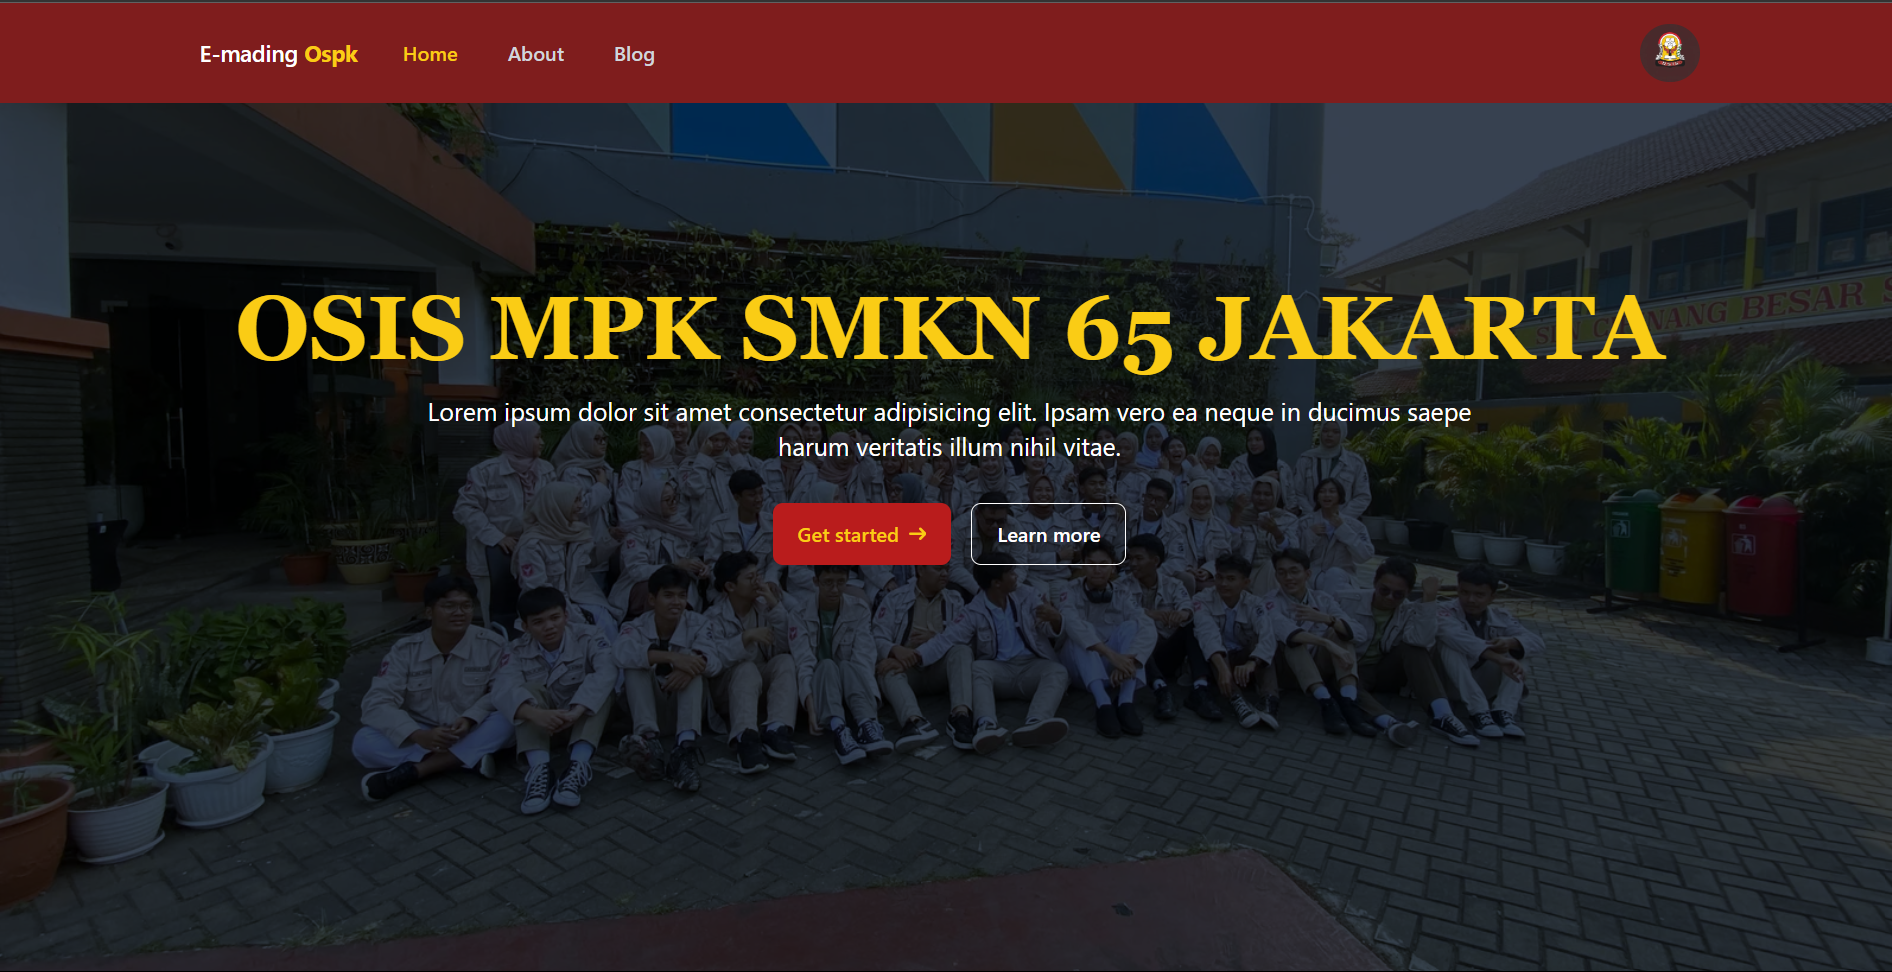 E-mading Ospk
Home
About
Blog
OSIS MPK SMKN 65 JAKARTA
Lorem ipsum dolor sit amet consectetur adipisicing elit. Ipsam vero ea neque in ducimus saepe
harum veritatis illum nihil vitae.
Get started →
Learn more
WANG BESAR S